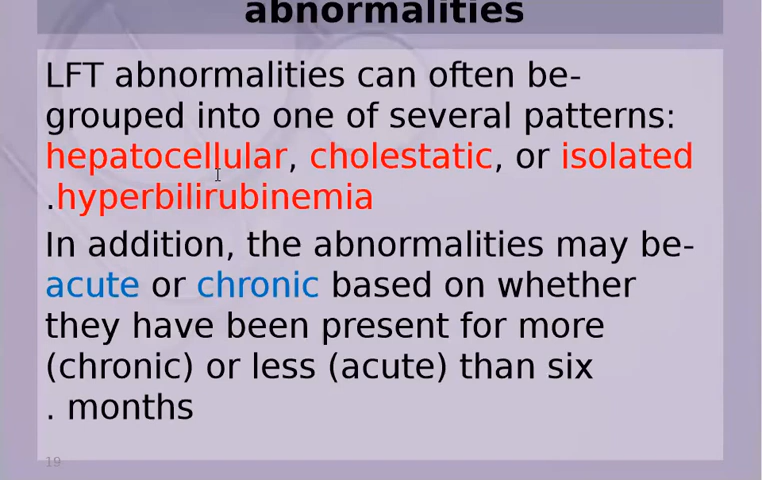 abnormalities
LFT abnormalities can often be-
grouped into one of several patterns:
hepatocellular, cholestatic, or isolated
.hyperbilirubinemia
In addition, the abnormalities may be-
acute or chronic based on whether
they have been present for more
(chronic) or less (acute) than six
. months
19